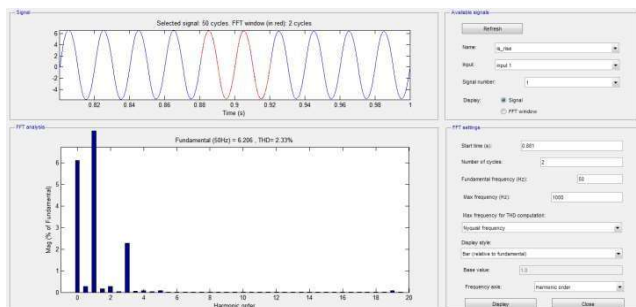 Signal
Selected signal: 50 cycles. FFT window (in red): 2 cycles
6
4
2
0
-2
-4
0.82
0.84
0.86
0.88
0.9
0.92
0.94
0.96
0.98
1
Time (s)
FFT analysis
Fundamental (50Hz) = 6.206 , THD= 2.33%
6
5
4
3
2
1
0
Mag (% of Fundamental)
0
2
4
6
8
10
12
14
16
18
20
Harmonic order
Available signals
Refresh
Name:
Input:
input 1
Signal number:
1
Display:
Signal
FFT window
FFT settings
Start time (s):
0.881
Number of cycles:
2
Fundamental frequency (Hz):
50
Max frequency (Hz):
1000
Max frequency for THD computation:
Nyquist frequency
Display style:
Bar (relative to fundamental)
Base value:
1.0
Frequency axis:
Harmonic order
Display
Close